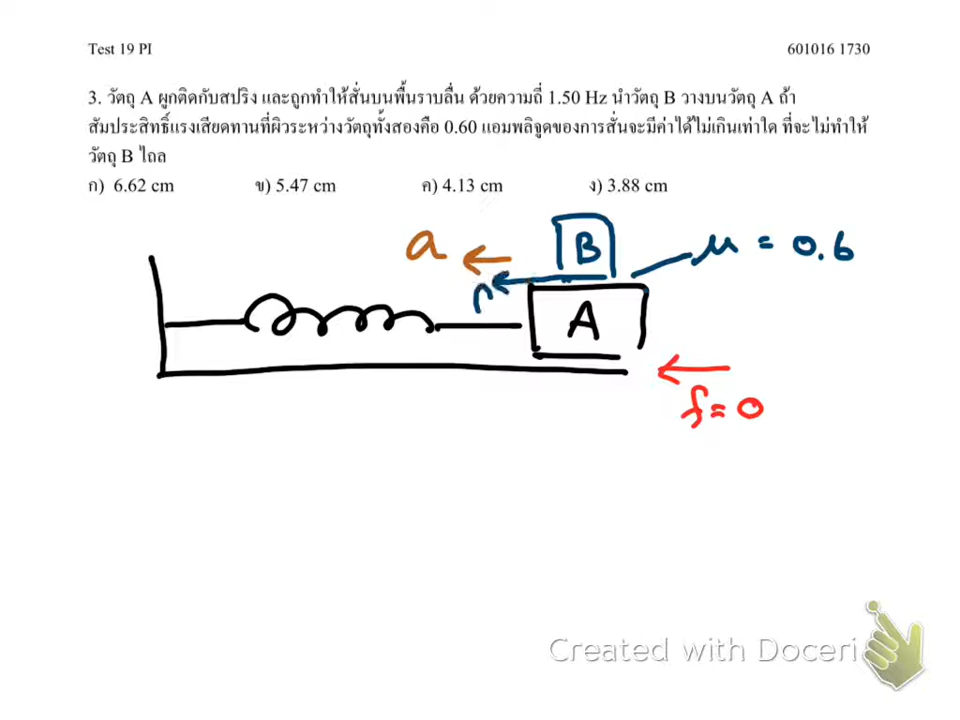 Test 19 PI 601016 1730
3. วัตถุ A ผูกติดกับสปริง และถูกทำให้สั่นบนพื้นราบลื่น ด้วยความถี่ 1.50 Hz นำวัตถุ B วางบนวัตถุ A ถ้า
สัมประสิทธิ์แรงเสียดทานที่ผิวระหว่างวัตถุทั้งสองคือ 0.60 แอมพลิจูดของการสั่นจะมีค่าได้ไม่เกินเท่าใด ที่จะไม่ทำให้
วัตถุ B ไถล
ก) 6.62 cm ข) 5.47 cm ค) 4.13 cm ง) 3.88 cm
a B μ = 0.6
A
f = 0
Created with Doceri